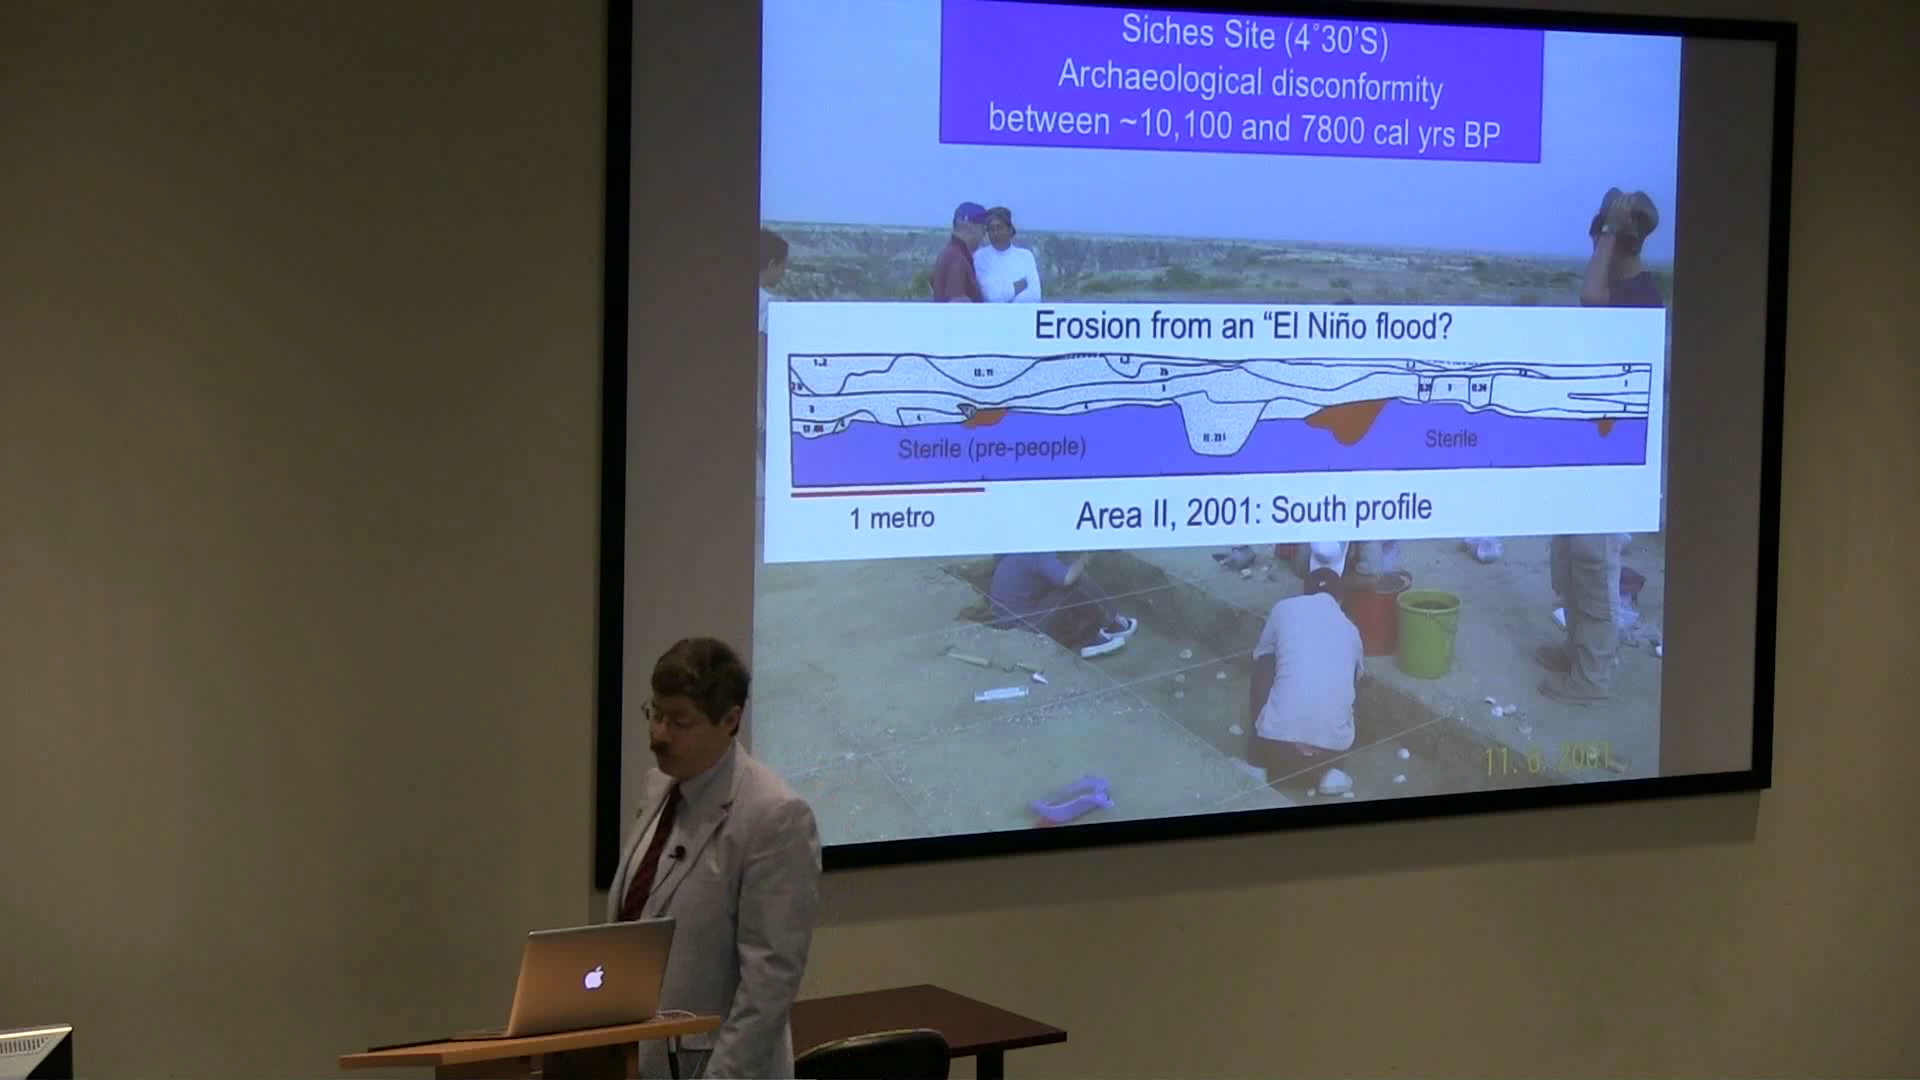 Siches Site (4°30'S)
Archaeological disconformity
between ~10,100 and 7800 cal yrs BP
Erosion from an “El Niño flood?
Sterile (pre-people)
Sterile
1 metro
Area II, 2001: South profile